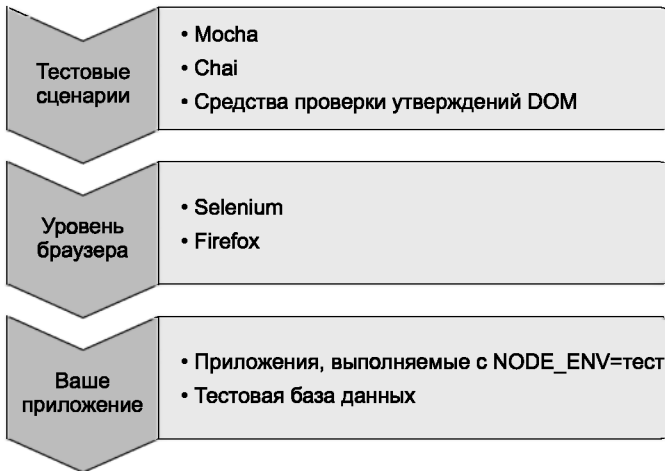 Тестовые
сценарии
• Mocha
• Chai
• Средства проверки утверждений DOM
Уровень
браузера
• Selenium
• Firefox
Ваше
приложение
• Приложения, выполняемые с NODE_ENV=тест
• Тестовая база данных